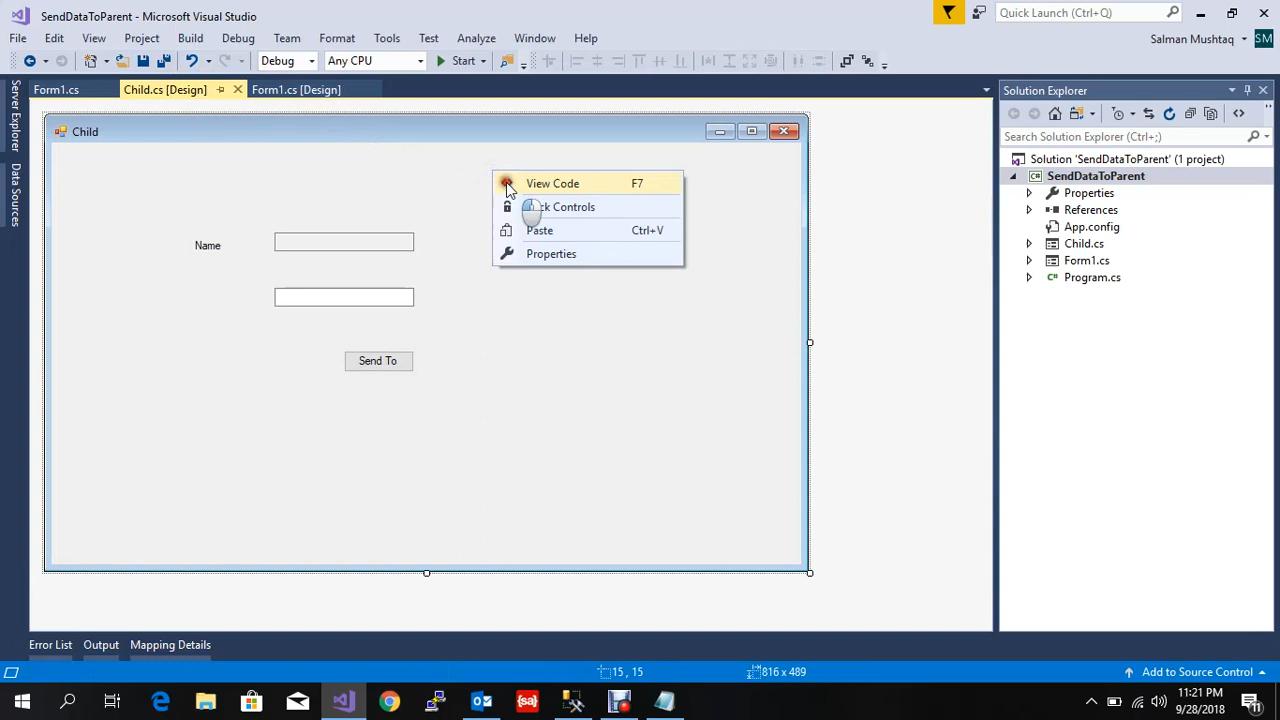 SendDataToParent - Microsoft Visual Studio
Quick Launch (Ctrl+Q)
File Edit View Project Build Debug Team Format Tools Test Analyze Window Help
Salman Mushtaq SM
Debug Any CPU Start
Form1.cs Child.cs [Design] Form1.cs [Design]
Server Explorer
Data Sources
Child
View Code F7
Controls
Paste Ctrl+V
Properties
Name
Send To
Solution Explorer
Search Solution Explorer (Ctrl+;)
Solution 'SendDataToParent' (1 project)
SendDataToParent
Properties
References
App.config
Child.cs
Form1.cs
Program.cs
Error List Output Mapping Details
15 , 15 816 x 489 Add to Source Control
11:21 PM
9/28/2018